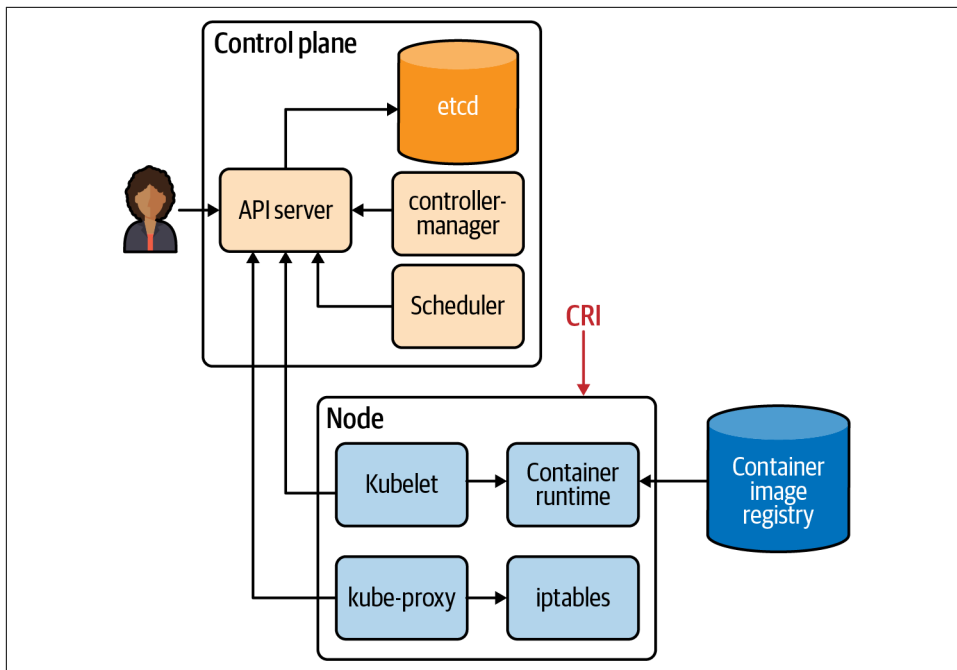 Control plane
etcd
API server
controller-
manager
Scheduler
CRI
Node
Kubelet
Container
runtime
Container
image
registry
kube-proxy
iptables